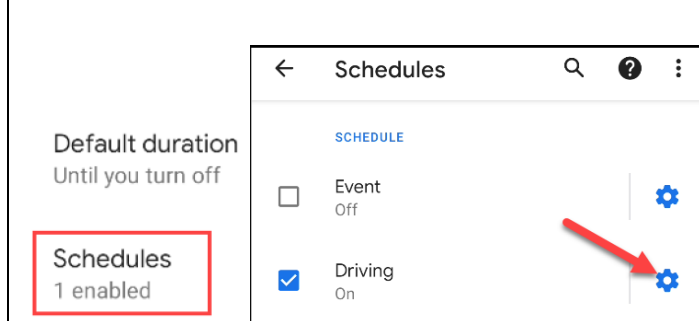 Default duration
Until you turn off
Schedules
1 enabled
Schedules
SCHEDULE
Event
Off
Driving
On